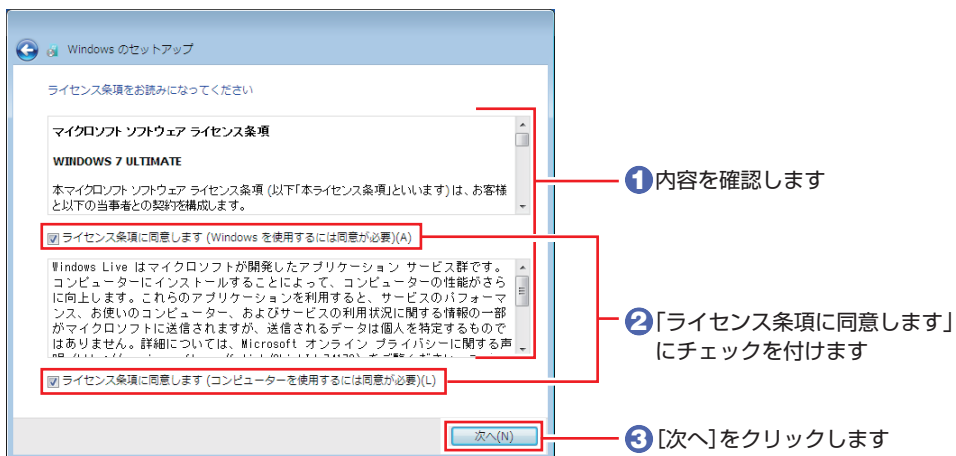 Windows のセットアップ
ライセンス条項をお読みになってください
マイクロソフト ソフトウェア ライセンス条項
WINDOWS 7 ULTIMATE
本マイクロソフト ソフトウェア ライセンス条項 (以下「本ライセンス条項」といいます) は、お客様
と以下の当事者との契約を構成します。
1 内容を確認します
ライセンス条項に同意します (Windows を使用するには同意が必要)(A)
Windows Live はマイクロソフトが開発したアプリケーション サービス群です。
コンピューターにインストールすることによって、コンピューターの性能がさら
に向上します。これらのアプリケーションを利用すると、サービスのパフォーマ
ンス、お使いのコンピューター、およびサービスの利用状況に関する情報の一部
がマイクロソフトに送信されますが、送信されるデータは個人を特定するもので
はありません。詳細については、Microsoft オンライン プライバシーに関する声
2 「ライセンス条項に同意します」
にチェックを付けます
ライセンス条項に同意します (コンピューターを使用するには同意が必要)(L)
次へ(N)
3 [次へ]をクリックします